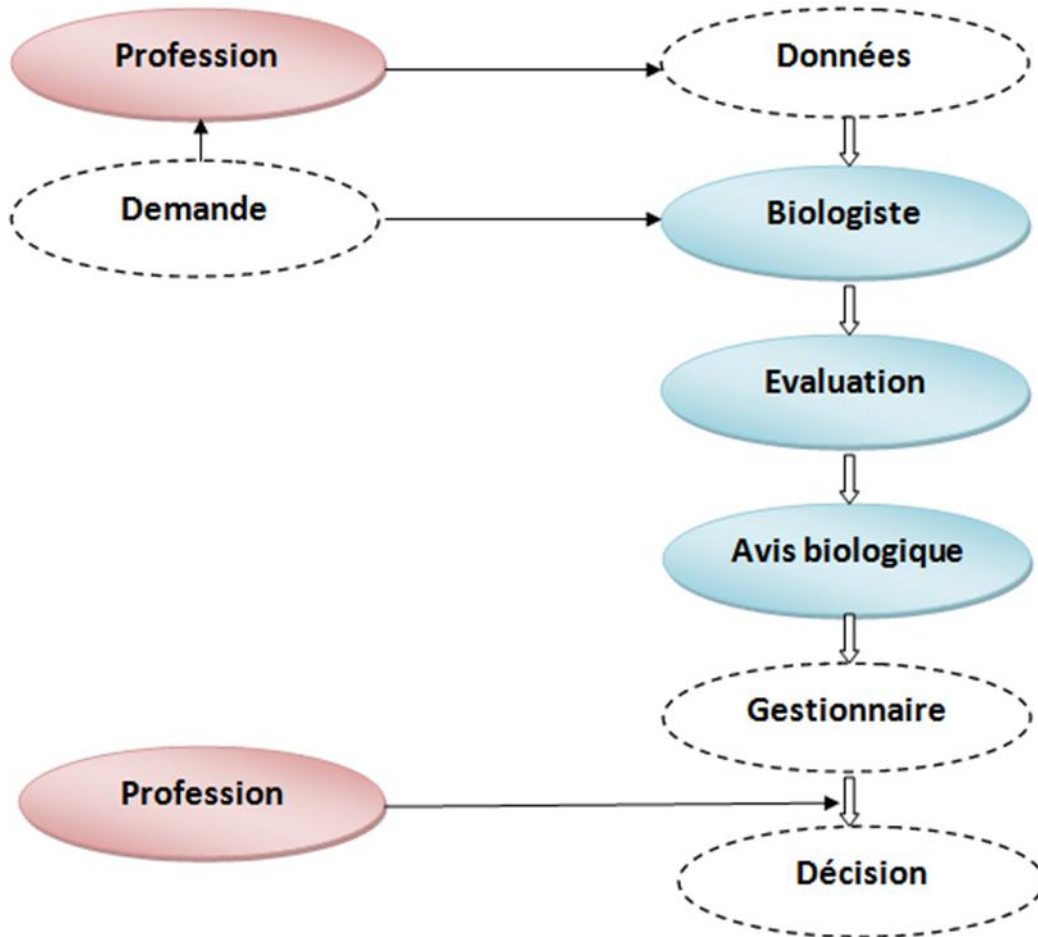 Profession
Données
Demande
Biologiste
Evaluation
Avis biologique
Gestionnaire
Profession
Décision